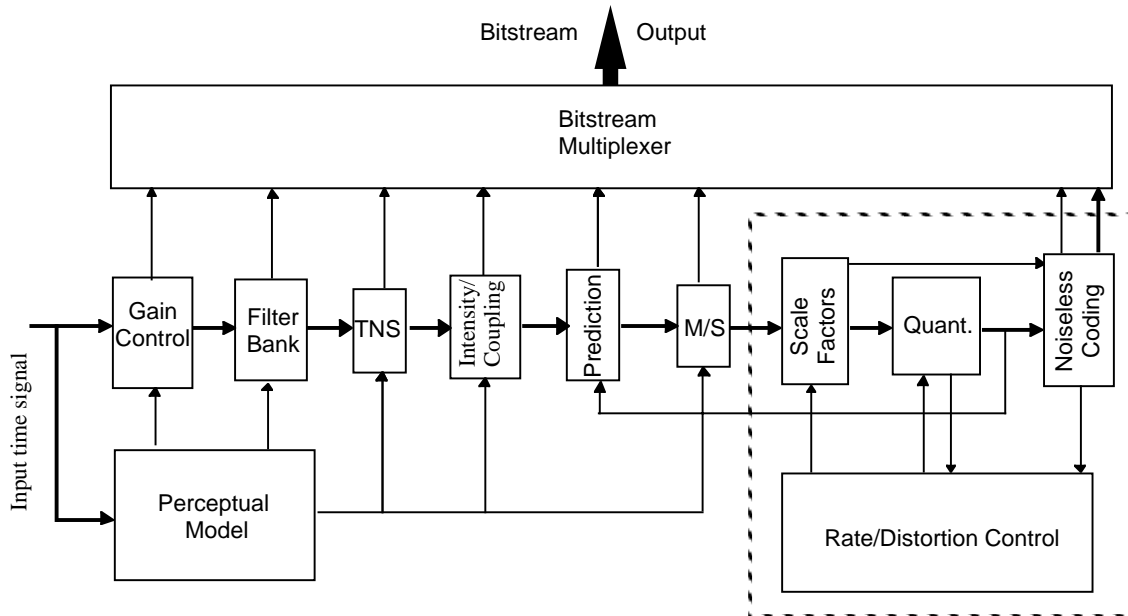 Bitstream Output
Bitstream
Multiplexer
Gain
Control
Filter
Bank
TNS
Intensity/
Coupling
Prediction
M/S
Scale
Factors
Quant.
Noiseless
Coding
Input time signal
Perceptual
Model
Rate/Distortion Control